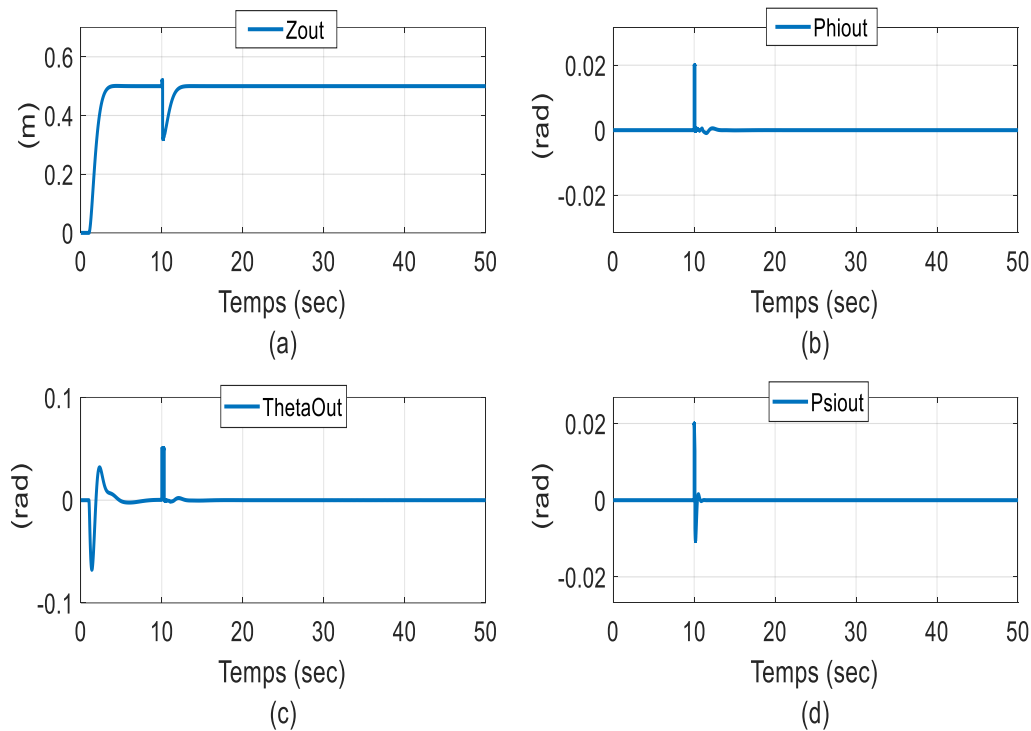 Zout
0.6
0.4
0.2
0
(m)
0 10 20 30 40 50
Temps (sec)
(a)
Phiout
0.02
0
-0.02
(rad)
0 10 20 30 40 50
Temps (sec)
(b)
ThetaOut
0.1
0
-0.1
(rad)
0 10 20 30 40 50
Temps (sec)
(c)
Psiout
0.02
0
-0.02
(rad)
0 10 20 30 40 50
Temps (sec)
(d)